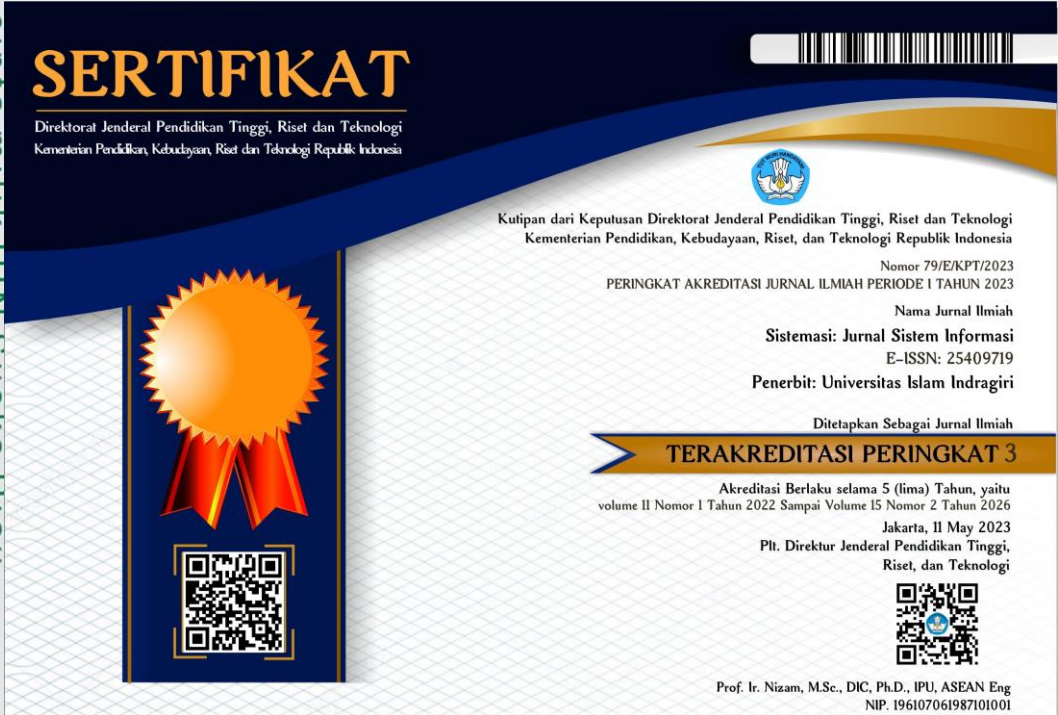 SERTIFIKAT
Direktorat Jenderal Pendidikan Tinggi, Riset dan Teknologi
Kementerian Pendidikan, Kebudayaan, Riset dan Teknologi Republik Indonesia
TUT WURI HANDAYANI
Kutipan dari Keputusan Direktorat Jenderal Pendidikan Tinggi, Riset dan Teknologi
Kementerian Pendidikan, Kebudayaan, Riset, dan Teknologi Republik Indonesia
Nomor 79/E/KPT/2023
PERINGKAT AKREDITASI JURNAL ILMIAH PERIODE I TAHUN 2023
Nama Jurnal Ilmiah
Sistemasi: Jurnal Sistem Informasi
E-ISSN: 25409719
Penerbit: Universitas Islam Indragiri
Ditetapkan Sebagai Jurnal Ilmiah
TERAKREDITASI PERINGKAT 3
Akreditasi Berlaku selama 5 (lima) Tahun, yaitu
volume 11 Nomor 1 Tahun 2022 Sampai Volume 15 Nomor 2 Tahun 2026
Jakarta, 11 May 2023
Plt. Direktur Jenderal Pendidikan Tinggi,
Riset, dan Teknologi
Prof. Ir. Nizam, M.Sc., DIC, Ph.D., IPU, ASEAN Eng
NIP. 196107061987101001